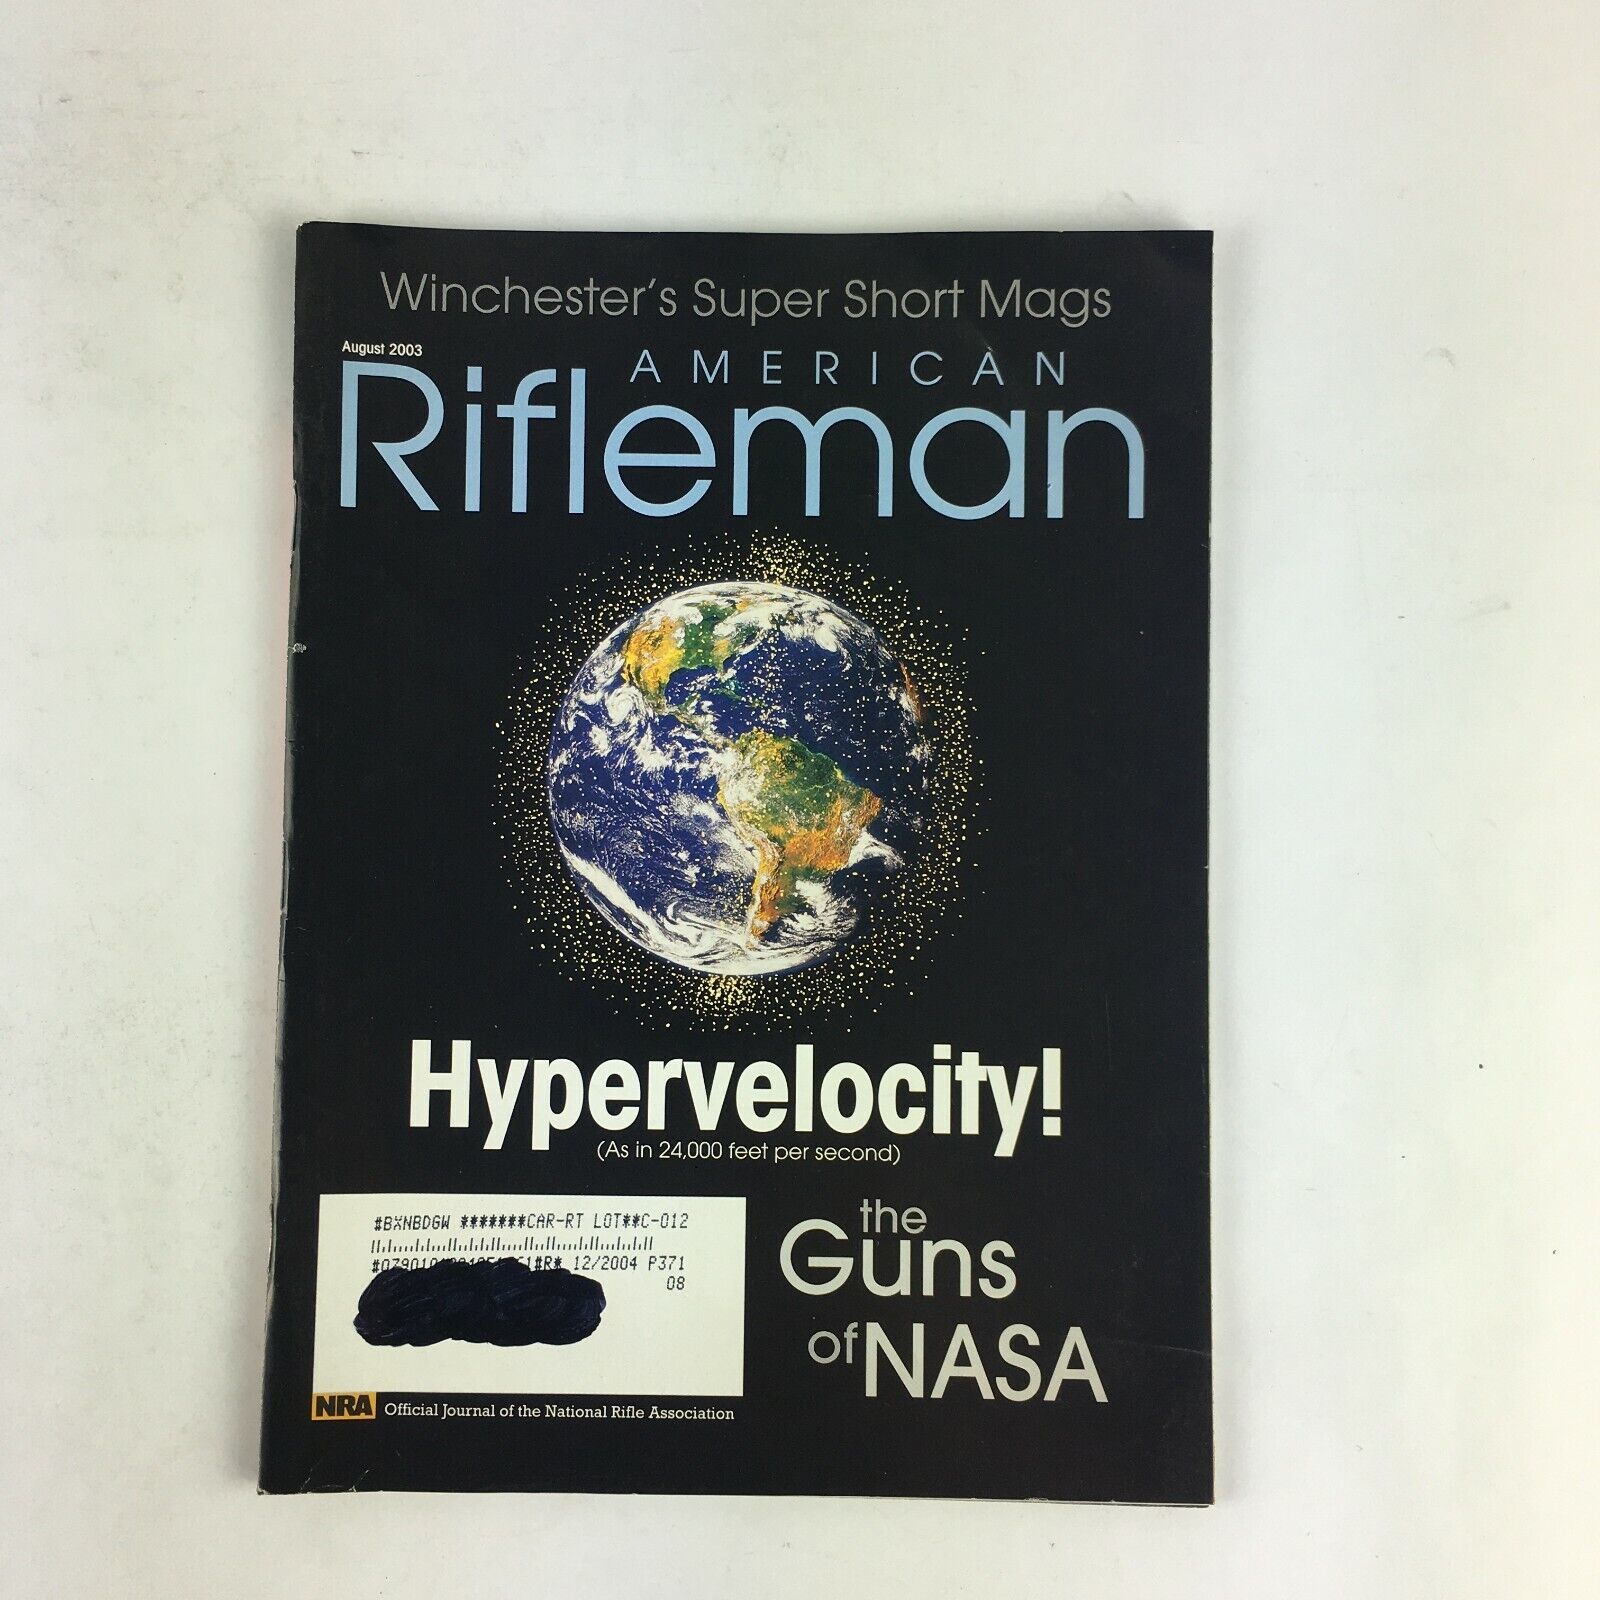 Winchester's Super Short Mags
August 2003
AMERICAN
Rifleman
Hypervelocity!
(As in 24,000 feet per second)
#BXNBDGW *******CAR-RT LOT**C-012
1#R* 12/2004 P371
08
the
Guns
of NASA
NRA Official Journal of the National Rifle Association